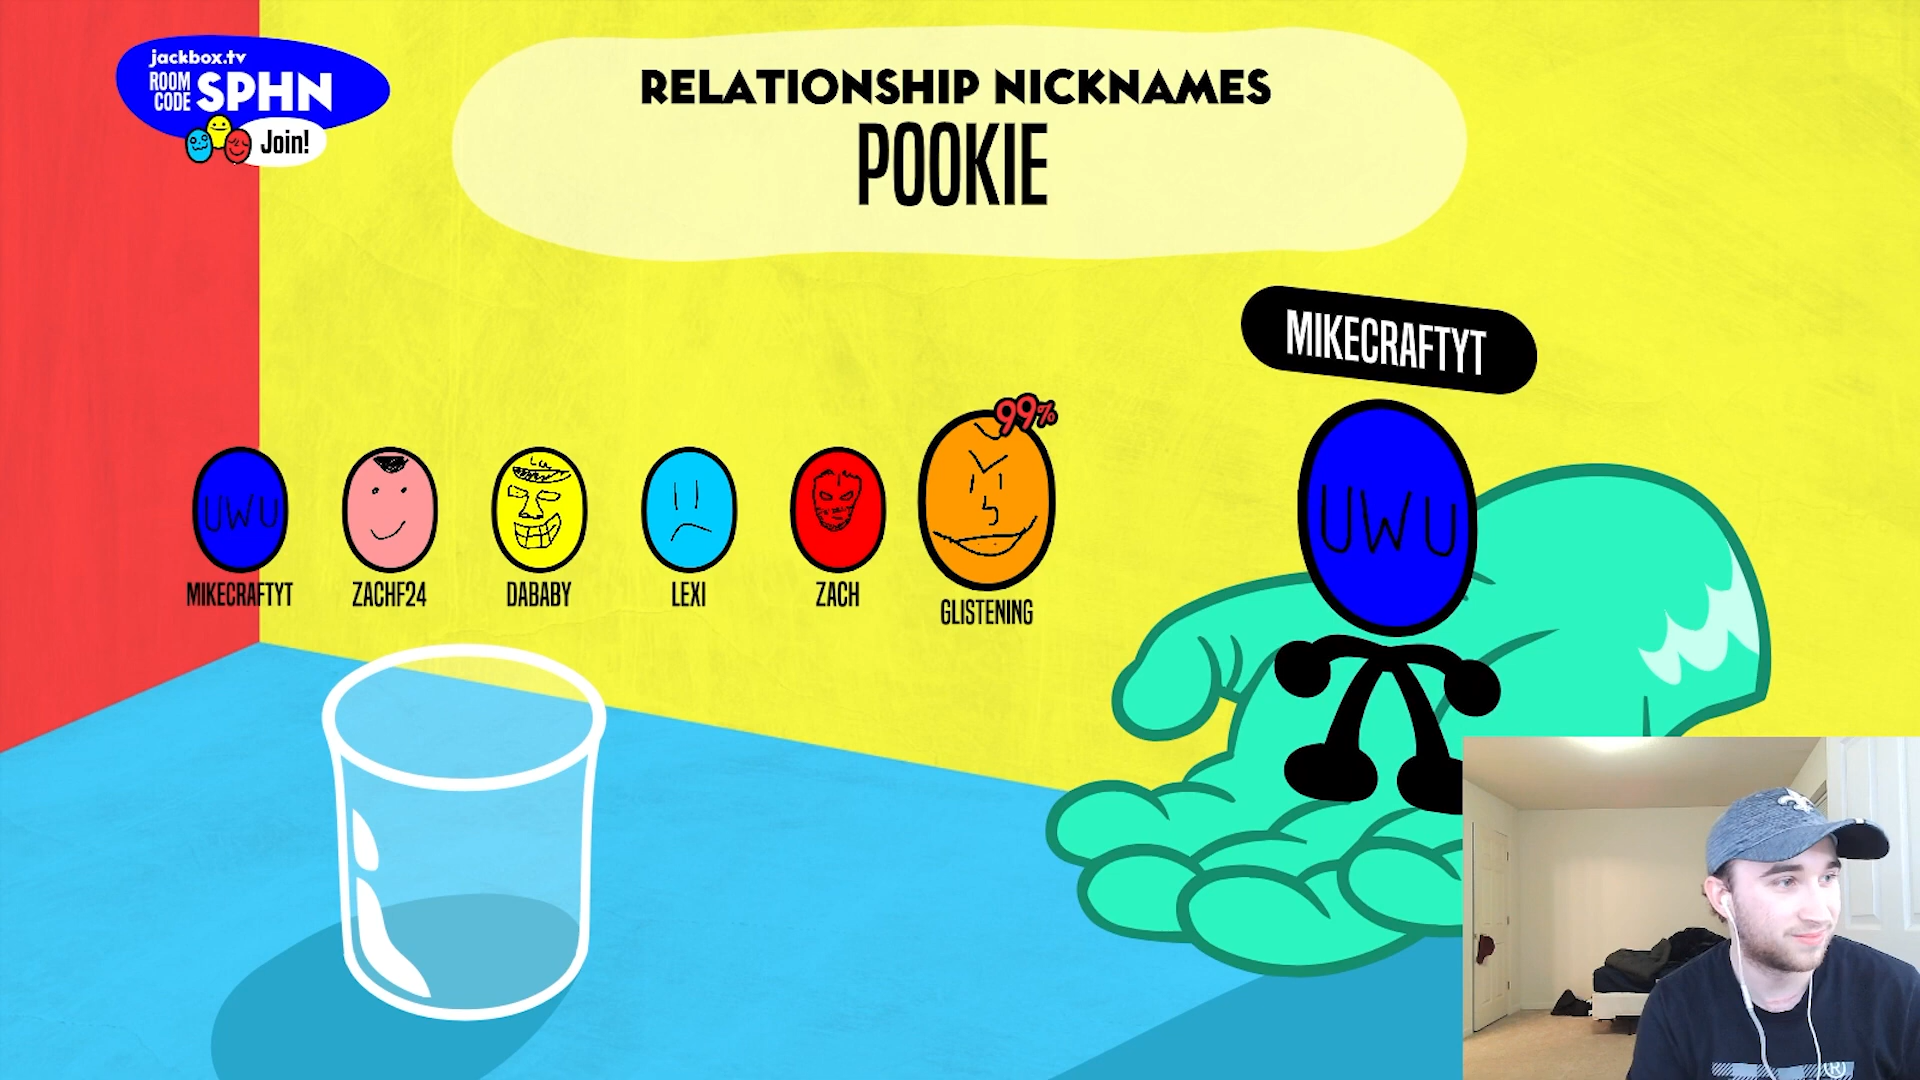 jackbox.tv
ROOM CODE SPHN
Join!
RELATIONSHIP NICKNAMES
POOKIE
MIKECRAFTYT
99%
UWU
UWU
MIKECRAFTYT
ZACHF24
DABABY
LEXI
ZACH
GLISTENING